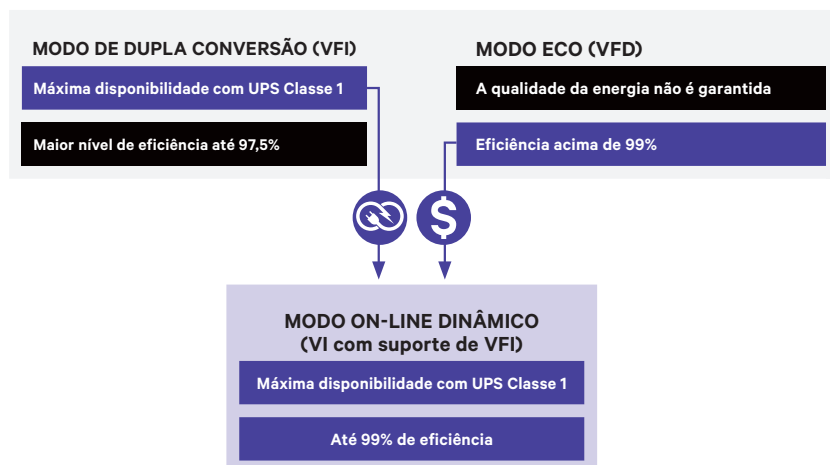 MODO DE DUPLA CONVERSÃO (VFI)
Máxima disponibilidade com UPS Classe 1
Maior nível de eficiência até 97,5%
MODO ECO (VFD)
A qualidade da energia não é garantida
Eficiência acima de 99%
$
MODO ON-LINE DINÂMICO
(VI com suporte de VFI)
Máxima disponibilidade com UPS Classe 1
Até 99% de eficiência